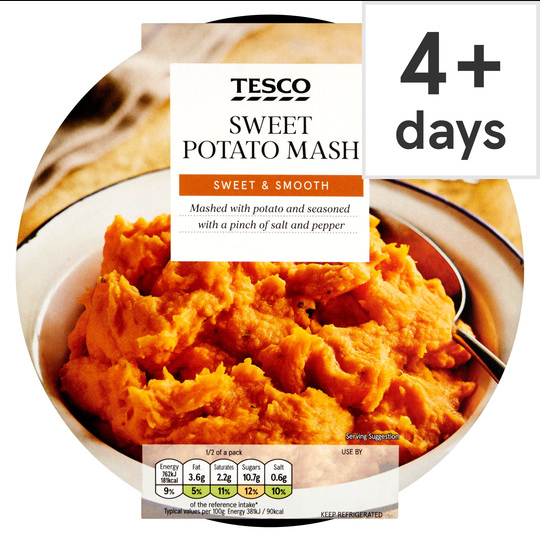 4+
days
TESCO
SWEET
POTATO MASH
SWEET & SMOOTH
Mashed with potato and seasoned
with a pinch of salt and pepper
Serving Suggestion
1/2 of a pack
USE BY
Energy
762kJ
181kcal
9%
Fat
3.6g
5%
Saturates
2.2g
11%
Sugars
10.7g
12%
Salt
0.6g
10%
of the reference intake*
Typical values per 100g: Energy 381kJ / 90kcal
KEEP REFRIGERATED